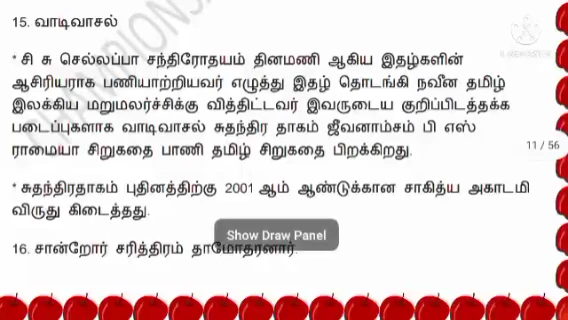 15. வாடிவாசல்
* சி சு செல்லப்பா சந்திரோதயம் தினமணி ஆகிய இதழ்களின்
ஆசிரியராக பணியாற்றியவர் எழுத்து இதழ் தொடங்கி நவீன தமிழ்
இலக்கிய மறுமலர்ச்சிக்கு வித்திட்டவர் இவருடைய குறிப்பிடத்தக்க
படைப்புகளாக வாடிவாசல் சுதந்திர தாகம் ஜீவனாம்சம் பி எஸ்
ராமையா சிறுகதை பாணி தமிழ் சிறுகதை பிறக்கிறது.
11 / 56
* சுதந்திரதாகம் புதினத்திற்கு 2001 ஆம் ஆண்டுக்கான சாகித்ய அகாடமி
விருது கிடைத்தது.
Show Draw Panel
16. சான்றோர் சரித்திரம் தாமோதரனார்.